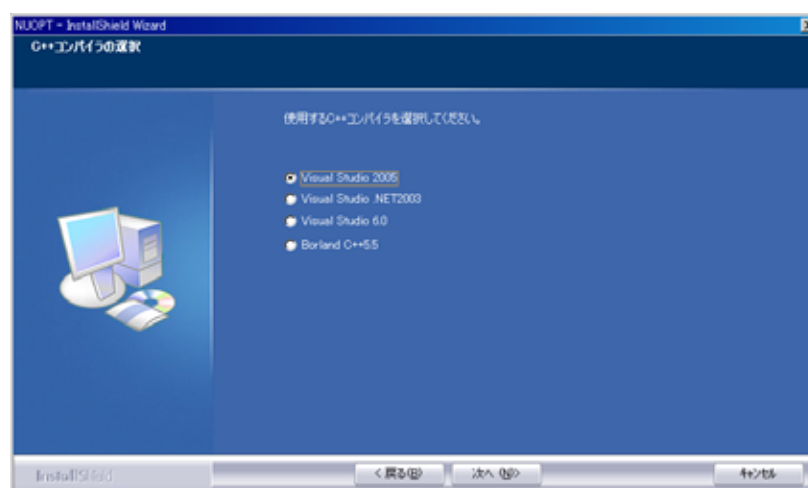 NUOPT - InstallShield Wizard
C++コンパイラの選択
使用するC++コンパイラを選択してください。
Visual Studio 2005
Visual Studio .NET2003
Visual Studio 6.0
Borland C++5.5
InstallShield
< 戻る(B)
次へ (N)>
キャンセル